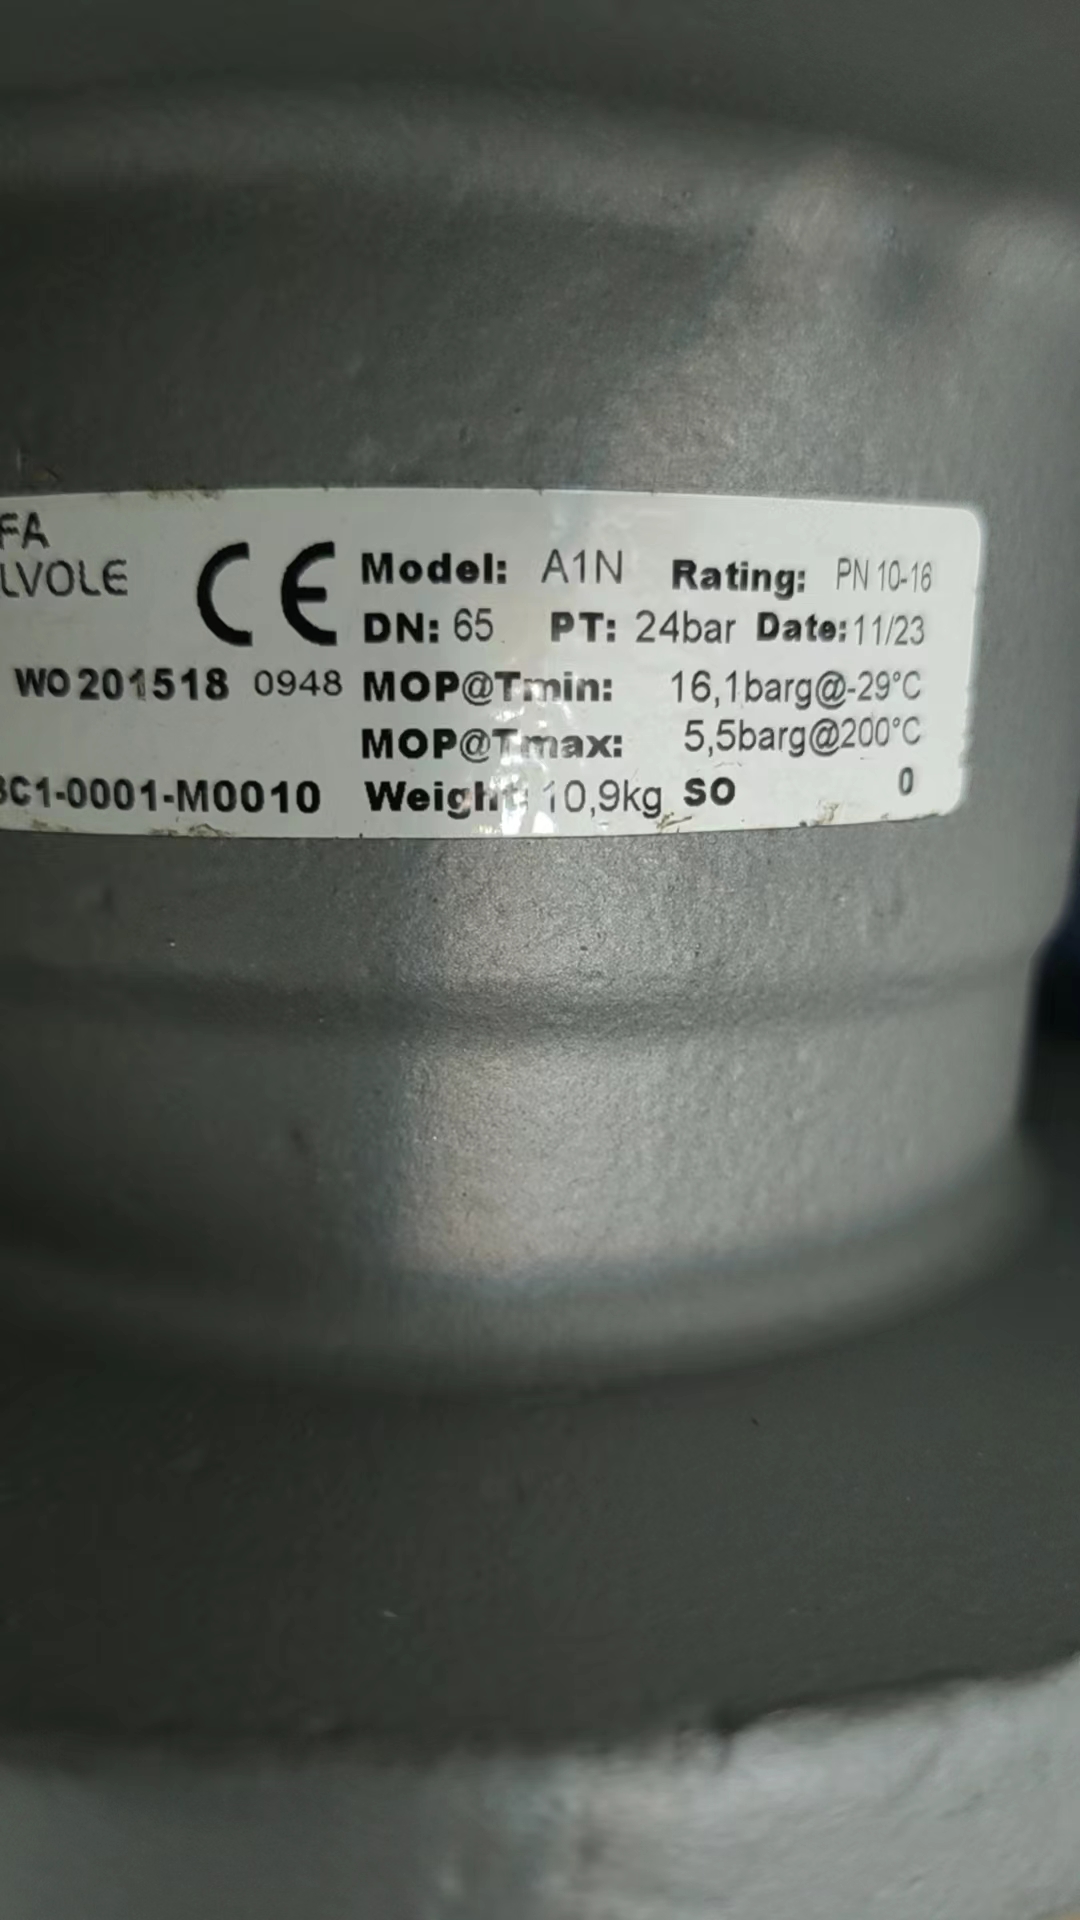 FA
LVOLE
CE Model: A1N Rating: PN 10-16
DN: 65 PT: 24bar Date: 11/23
WO 201518 0948 MOP@Tmin: 16,1barg@-29°C
MOP@Tmax: 5,5barg@200°C
C1-0001-M0010 Weight: 10,9kg SO 0